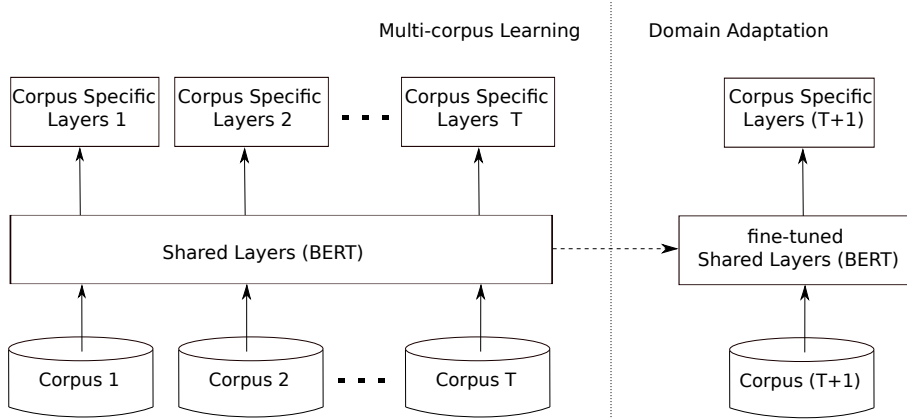 Multi-corpus Learning
Domain Adaptation
Corpus Specific
Layers 1
Corpus Specific
Layers 2
Corpus Specific
Layers T
Corpus Specific
Layers (T+1)
Shared Layers (BERT)
fine-tuned
Shared Layers (BERT)
Corpus 1
Corpus 2
Corpus T
Corpus (T+1)